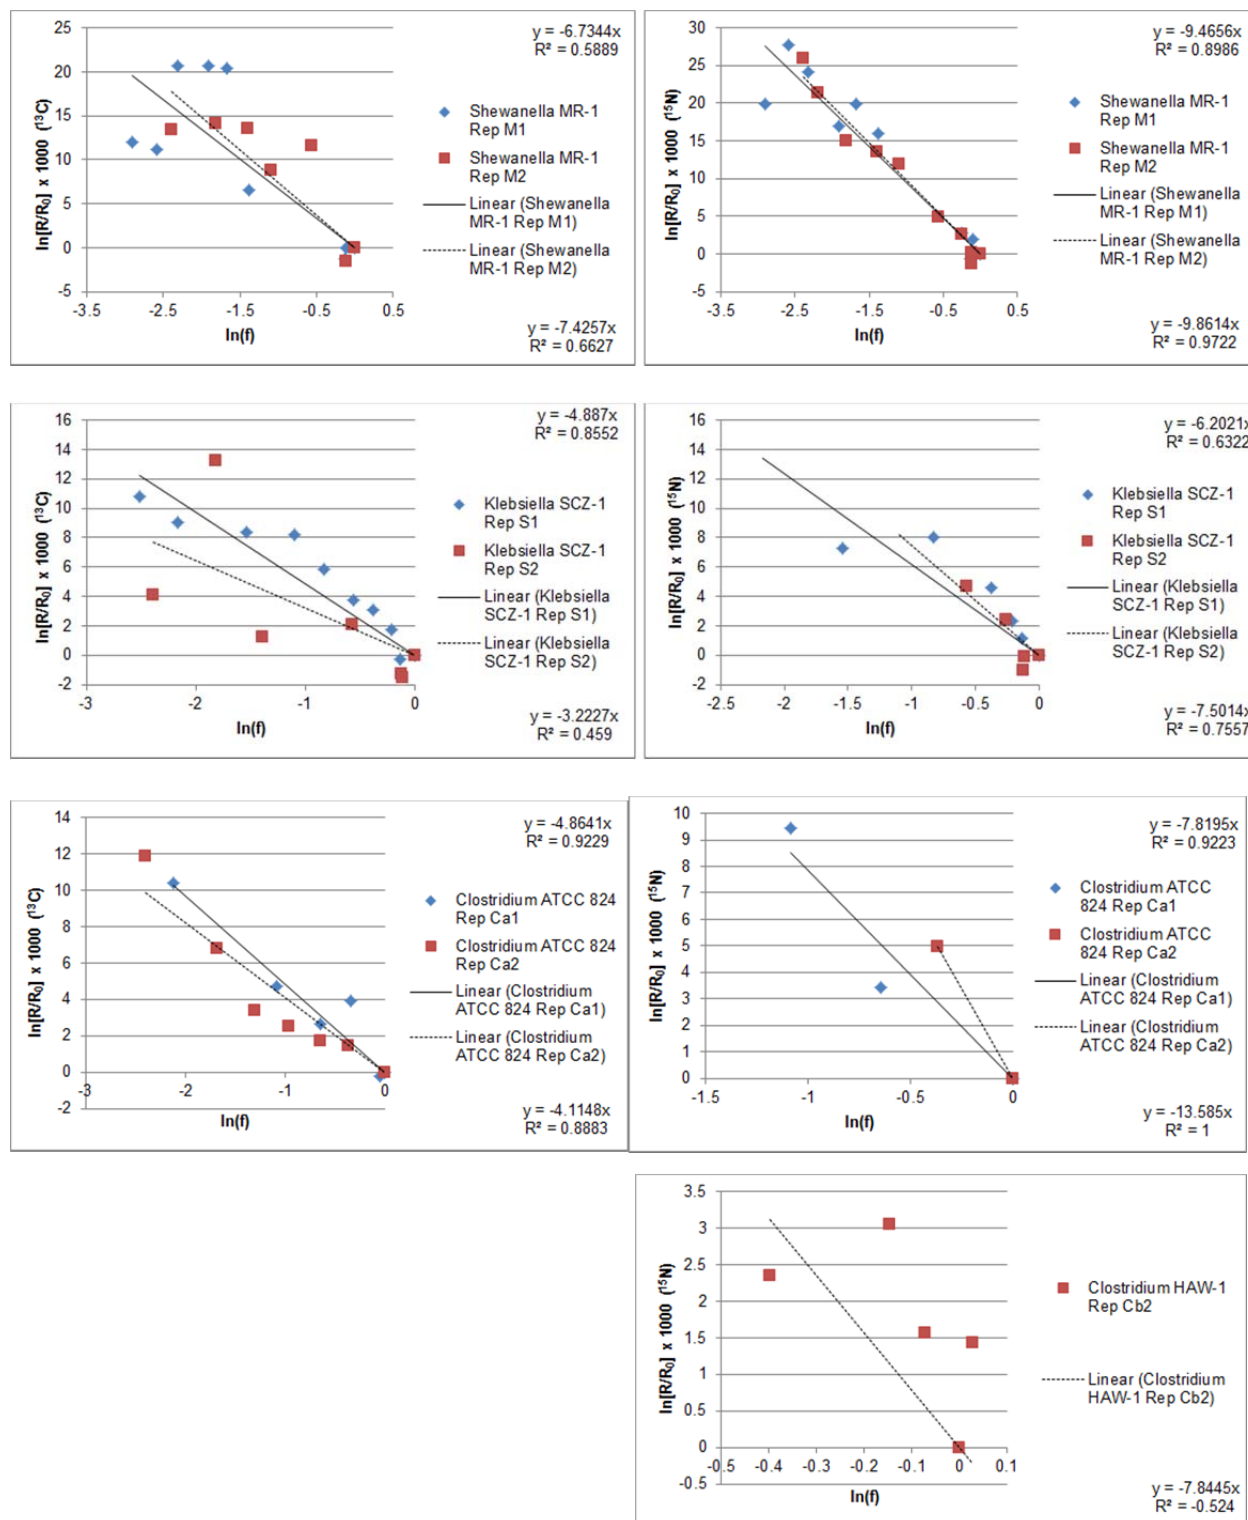 y = -6.7344x
R² = 0.5889
25
20
15
10
5
0
-5
-3.5
-2.5
-1.5
-0.5
0.5
ln[R/R₀] x 1000 (¹³C)
ln(f)
Shewanella MR-1
Rep M1
Shewanella MR-1
Rep M2
Linear (Shewanella
MR-1 Rep M1)
Linear (Shewanella
MR-1 Rep M2)
y = -7.4257x
R² = 0.6627
y = -9.4656x
R² = 0.8986
30
25
20
15
10
5
0
-5
-3.5
-2.5
-1.5
-0.5
0.5
ln[R/R₀] x 1000 (¹⁵N)
ln(f)
Shewanella MR-1
Rep M1
Shewanella MR-1
Rep M2
Linear (Shewanella
MR-1 Rep M1)
Linear (Shewanella
MR-1 Rep M2)
y = -9.8614x
R² = 0.9722
y = -4.887x
R² = 0.8552
16
14
12
10
8
6
4
2
0
-2
-3
-2
-1
0
ln[R/R₀] x 1000 (¹³C)
ln(f)
Klebsiella SCZ-1
Rep S1
Klebsiella SCZ-1
Rep S2
Linear (Klebsiella
SCZ-1 Rep S1)
Linear (Klebsiella
SCZ-1 Rep S2)
y = -3.2227x
R² = 0.459
y = -6.2021x
R² = 0.6322
16
14
12
10
8
6
4
2
0
-2
-2.5
-2
-1.5
-1
-0.5
0
ln[R/R₀] x 1000 (¹⁵N)
ln(f)
Klebsiella SCZ-1
Rep S1
Klebsiella SCZ-1
Rep S2
Linear (Klebsiella
SCZ-1 Rep S1)
Linear (Klebsiella
SCZ-1 Rep S2)
y = -7.5014x
R² = 0.7557
y = -4.8641x
R² = 0.9229
14
12
10
8
6
4
2
0
-2
-3
-2
-1
0
ln[R/R₀] x 1000 (¹³C)
ln(f)
Clostridium ATCC 824
Rep Ca1
Clostridium ATCC 824
Rep Ca2
Linear (Clostridium
ATCC 824 Rep Ca1)
Linear (Clostridium
ATCC 824 Rep Ca2)
y = -4.1148x
R² = 0.8883
y = -7.8195x
R² = 0.9223
10
9
8
7
6
5
4
3
2
1
0
-1.5
-1
-0.5
0
ln[R/R₀] x 1000 (¹⁵N)
ln(f)
Clostridium ATCC
824 Rep Ca1
Clostridium ATCC
824 Rep Ca2
Linear (Clostridium
ATCC 824 Rep Ca1)
Linear (Clostridium
ATCC 824 Rep Ca2)
y = -13.585x
R² = 1
3.5
3
2.5
2
1.5
1
0.5
0
-0.5
-0.5
-0.4
-0.3
-0.2
-0.1
0
0.1
ln[R/R₀] x 1000 (¹⁵N)
ln(f)
Clostridium HAW-1
Rep Cb2
Linear (Clostridium
HAW-1 Rep Cb2)
y = -7.8445x
R² = -0.524